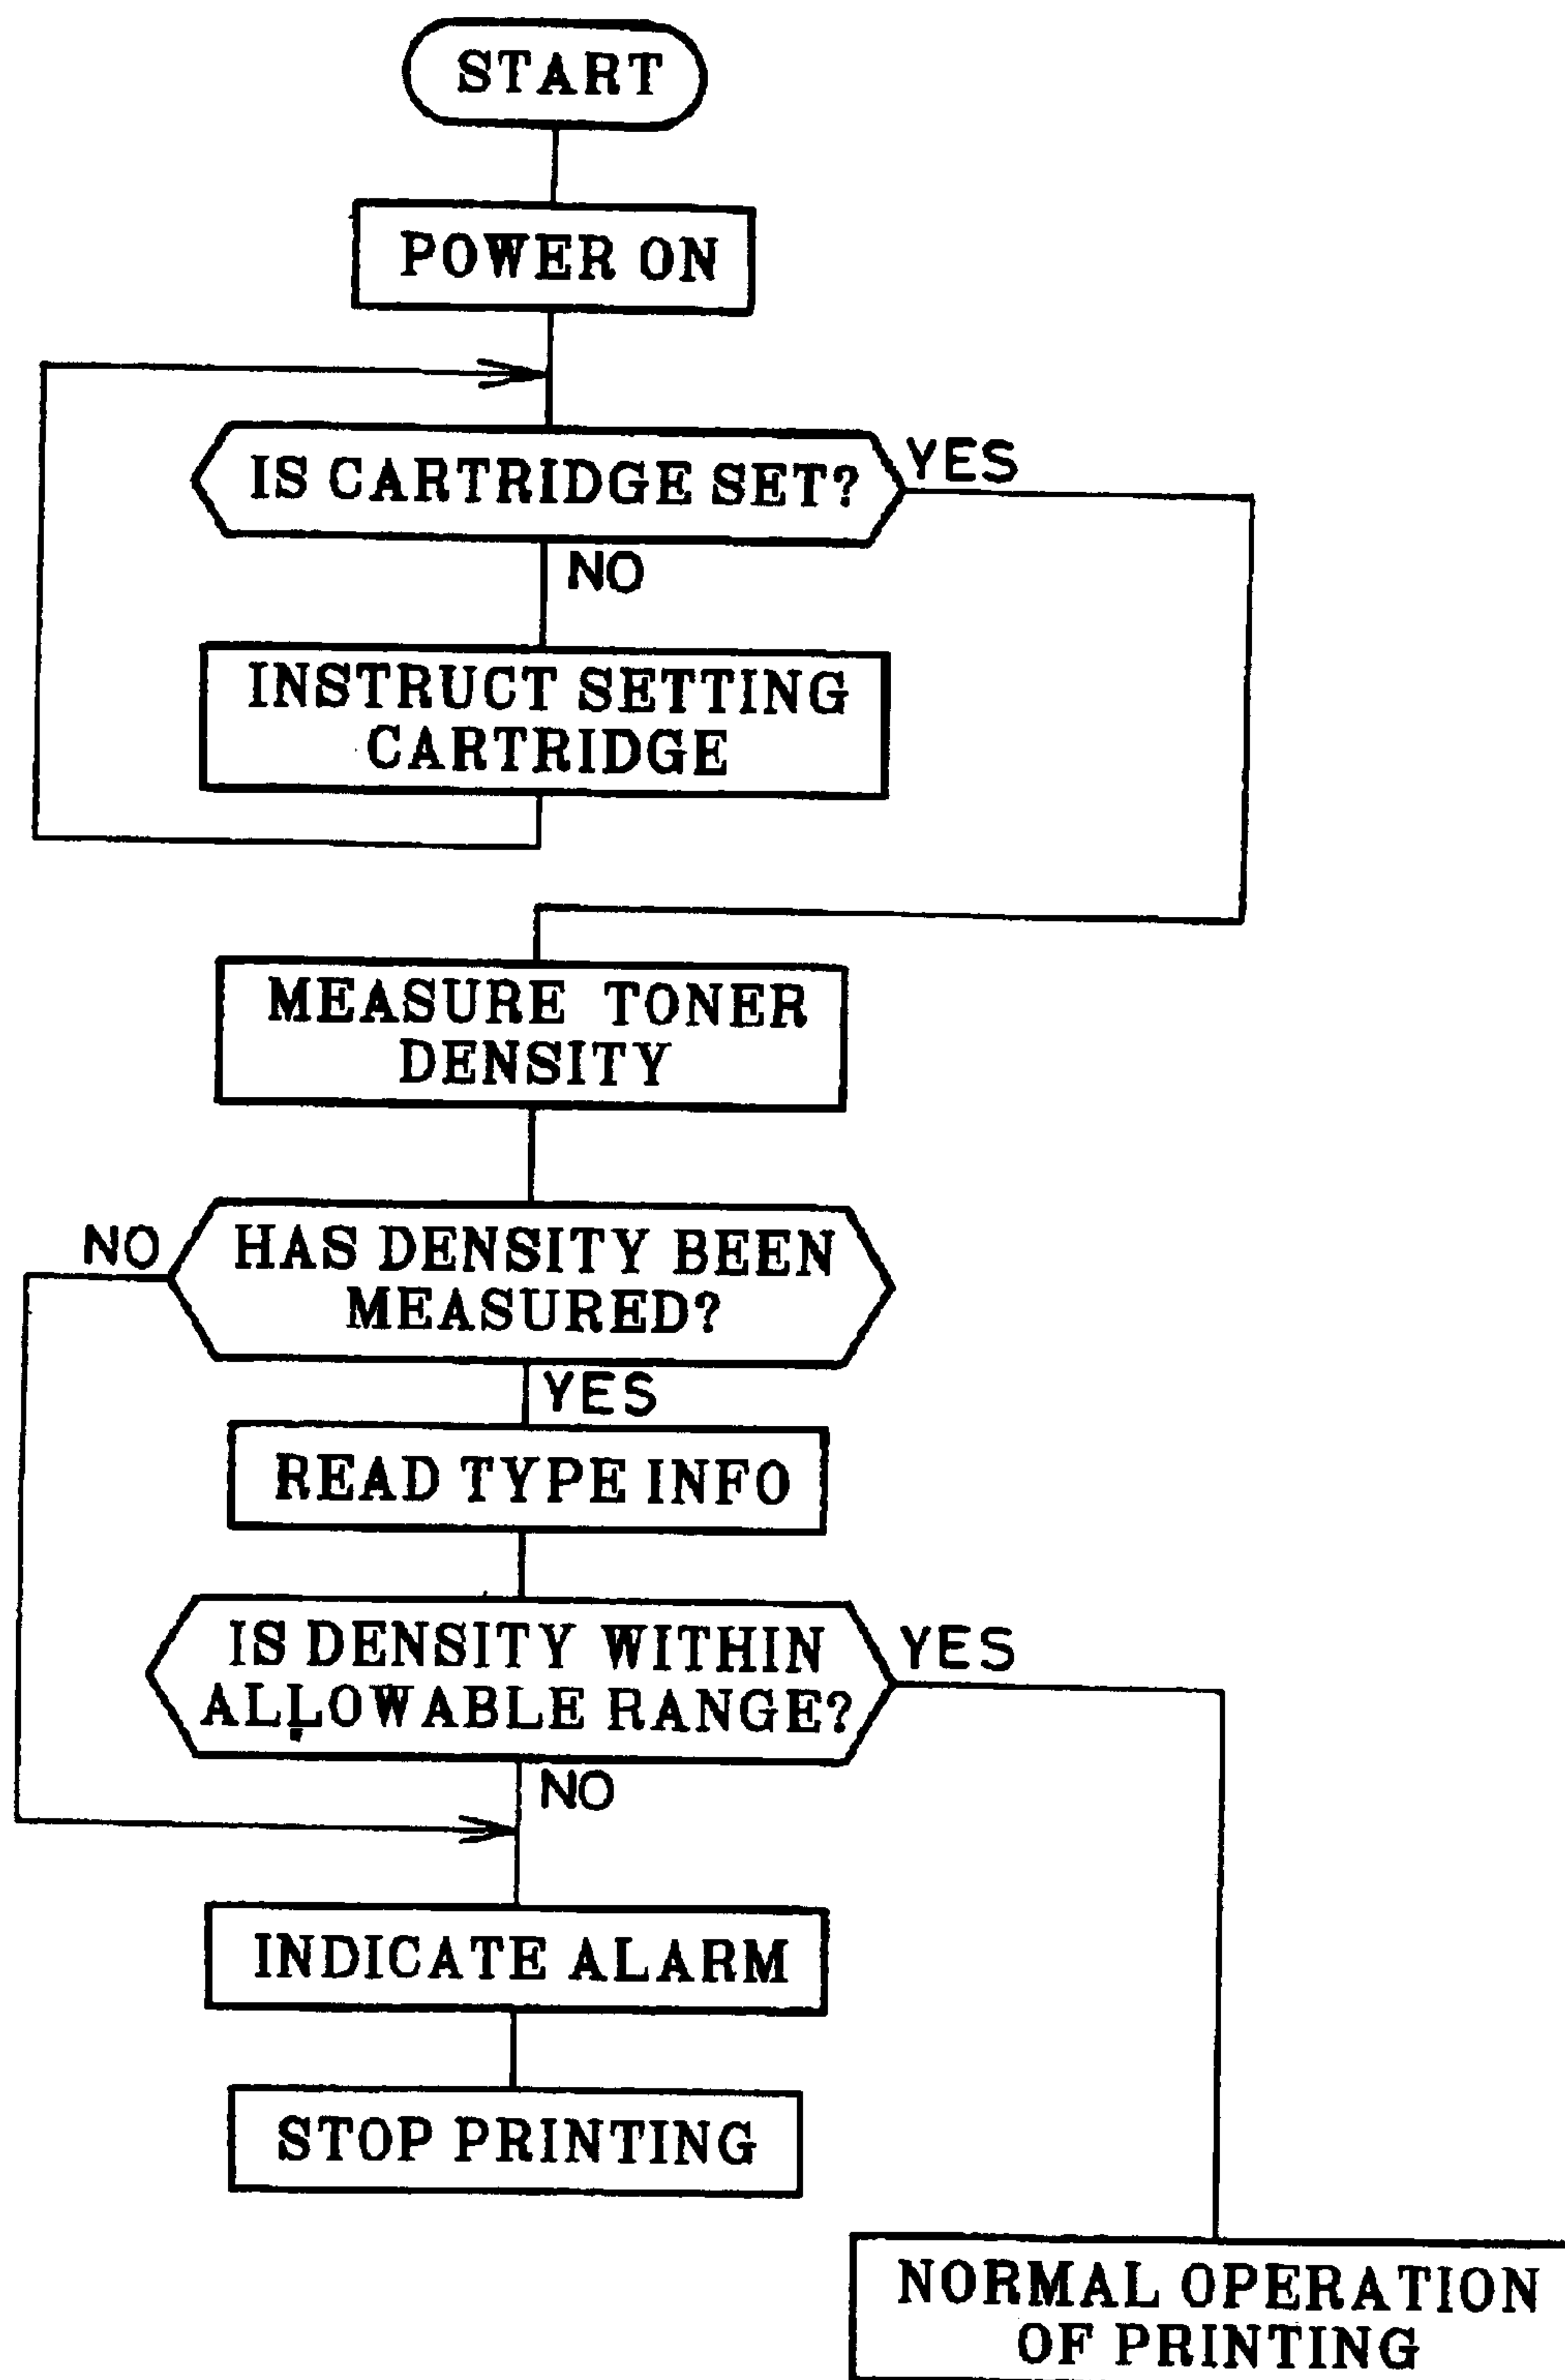 START
POWER ON
IS CARTRIDGE SET?
YES
NO
INSTRUCT SETTING
CARTRIDGE
MEASURE TONER
DENSITY
NO
HAS DENSITY BEEN
MEASURED?
YES
READ TYPE INFO
IS DENSITY WITHIN
ALLOWABLE RANGE?
YES
NO
INDICATE ALARM
STOP PRINTING
NORMAL OPERATION
OF PRINTING